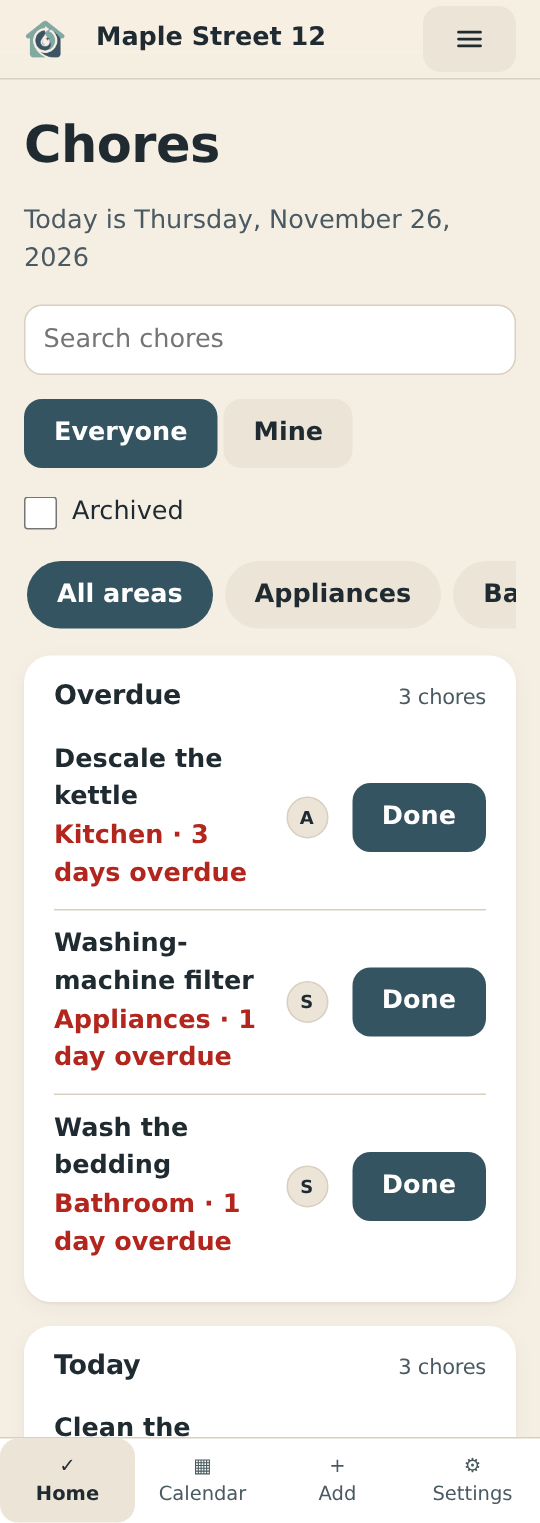 Maple Street 12
Chores
Today is Thursday, November 26,
2026
Search chores
Everyone
Mine
Archived
All areas
Appliances
Ba
Overdue
3 chores
Descale the
kettle
Kitchen · 3
days overdue
A
Done
Washing-
machine filter
Appliances · 1
day overdue
S
Done
Wash the
bedding
Bathroom · 1
day overdue
S
Done
Today
3 chores
Clean the
Home
Calendar
Add
Settings